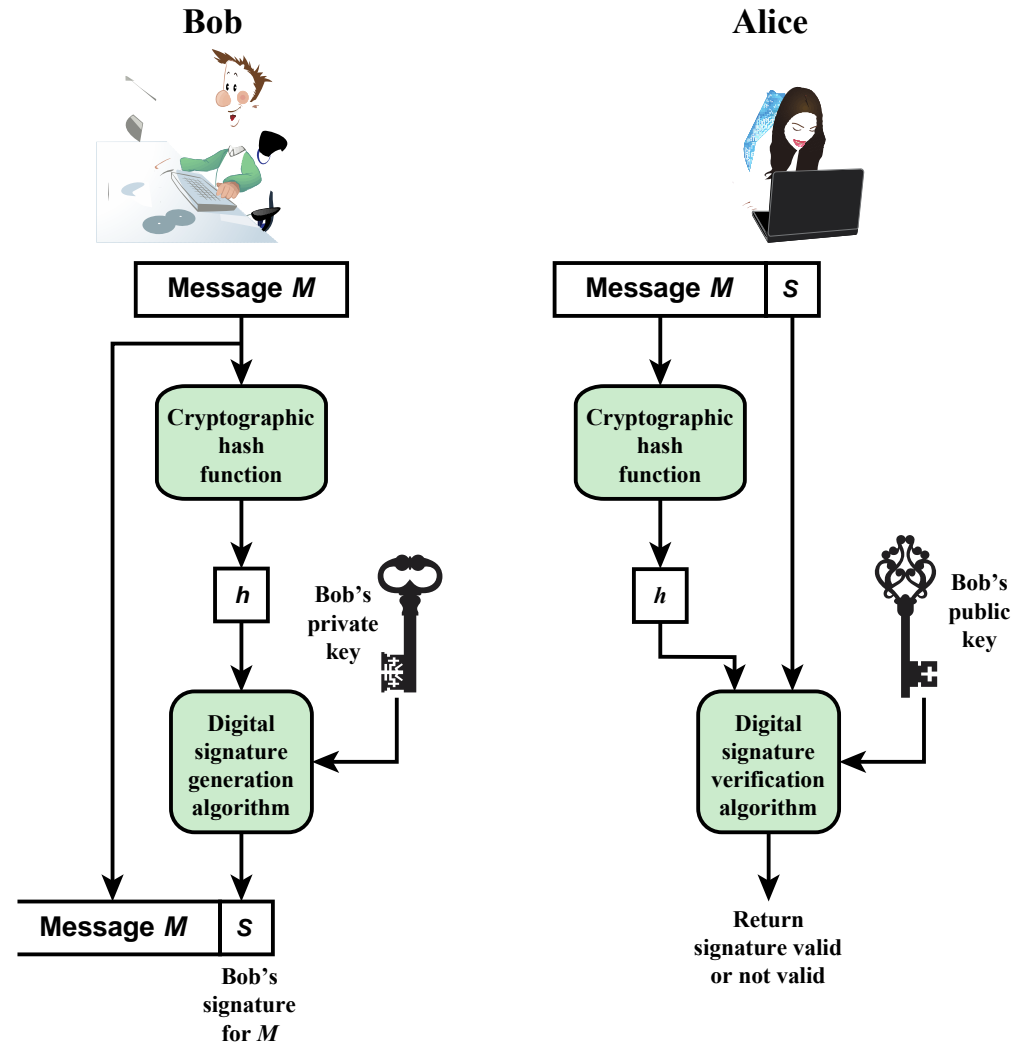 Bob
Message M
Cryptographic
hash
function
h
Bob’s
private
key
Digital
signature
generation
algorithm
Message M
S
Bob’s
signature
for M
Alice
Message M
S
Cryptographic
hash
function
h
Bob’s
public
key
Digital
signature
verification
algorithm
Return
signature valid
or not valid